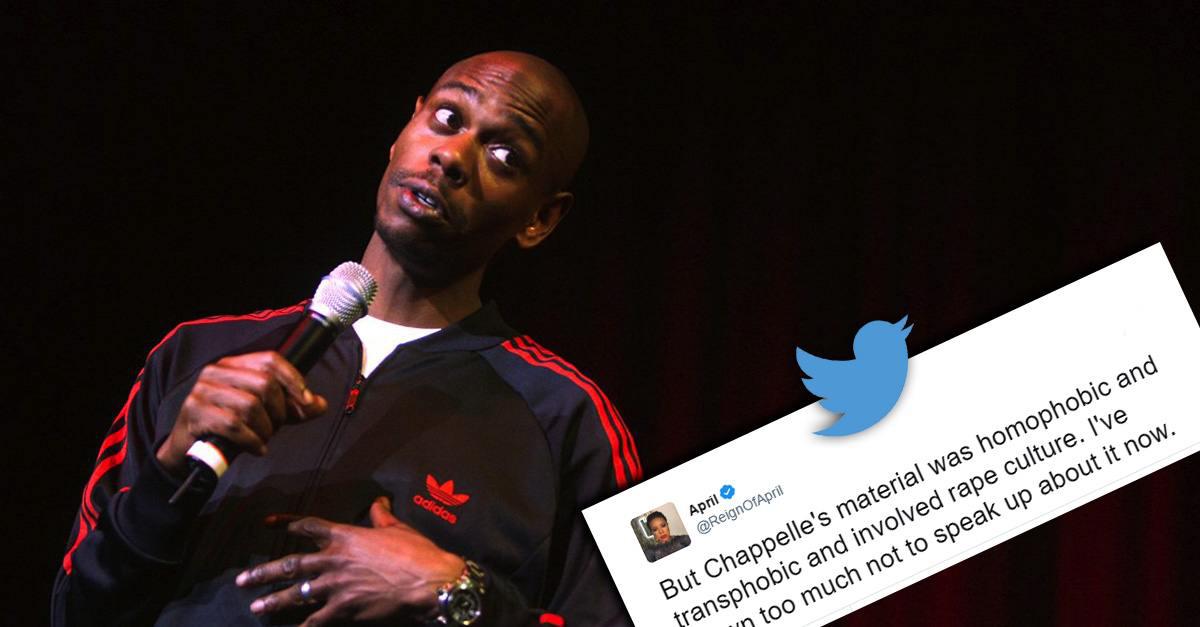 adidas
April
@ReignOfApril
But Chappelle's material was homophobic and
transphobic and involved rape culture. I've
too much not to speak up about it now.